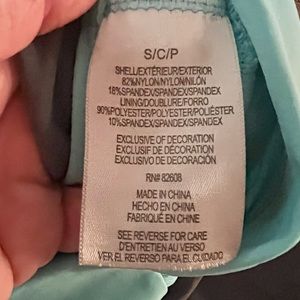 S/C/P
SHELL/EXTÉRIEUR/EXTERIOR
82%NYLON/NYLON/NILÓN
18%SPANDEX/SPANDEX/SPANDEX
LINING/DOUBLURE/FORRO
90%POLYESTER/POLYESTER/POLIÉSTER
10%SPANDEX/SPANDEX/SPANDEX
EXCLUSIVE OF DECORATION
EXCLUSIF DE DÉCORATION
EXCLUSIVO DE DECORACIÓN
RN# 82608
MADE IN CHINA
HECHO EN CHINA
FABRIQUÉ EN CHINE
SEE REVERSE FOR CARE
D'ENTRETIEN AU VERSO
VER EL REVERSO PARA EL CUIDADO